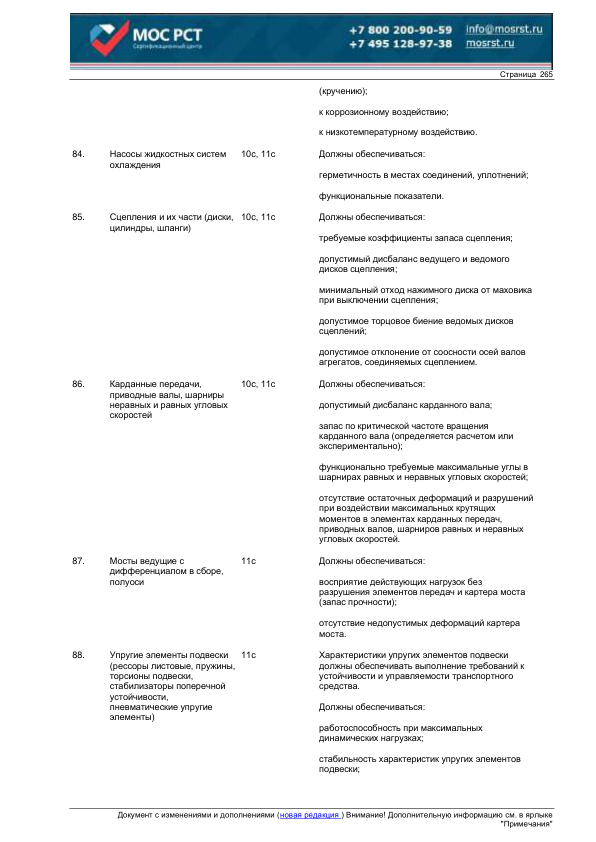 МОС РСТ
Сертификационный центр
+7 800 200-90-59
info@mosrst.ru
+7 495 128-97-38
mosrst.ru
Страница 265
(кручению);
к коррозионному воздействию;
к низкотемпературному воздействию.
84. Насосы жидкостных систем 10с, 11с Должны обеспечиваться:
охлаждения
герметичность в местах соединений, уплотнений;
функциональные показатели.
85. Сцепления и их части (диски, 10с, 11с Должны обеспечиваться:
цилиндры, шланги)
требуемые коэффициенты запаса сцепления;
допустимый дисбаланс ведущего и ведомого
дисков сцепления;
минимальный отход нажимного диска от маховика
при выключении сцепления;
допустимое торцовое биение ведомых дисков
сцеплений;
допустимое отклонение от соосности осей валов
агрегатов, соединяемых сцеплением.
86. Карданные передачи, 10с, 11с Должны обеспечиваться:
приводные валы, шарниры
неравных и равных угловых
скоростей
допустимый дисбаланс карданного вала;
запас по критической частоте вращения
карданного вала (определяется расчетом или
экспериментально);
функционально требуемые максимальные углы в
шарнирах равных и неравных угловых скоростей;
отсутствие остаточных деформаций и разрушений
при воздействии максимальных крутящих
моментов в элементах карданных передач,
приводных валов, шарниров равных и неравных
угловых скоростей.
87. Мосты ведущие с 11с Должны обеспечиваться:
дифференциалом в сборе,
полуоси
восприятие действующих нагрузок без
разрушения элементов передач и картера моста
(запас прочности);
отсутствие недопустимых деформаций картера
моста.
88. Упругие элементы подвески 11с Характеристики упругих элементов подвески
(рессоры листовые, пружины, должны обеспечивать выполнение требований к
торсионы подвески, устойчивости и управляемости транспортного
стабилизаторы поперечной средства.
устойчивости,
пневматические упругие Должны обеспечиваться:
элементы)
работоспособность при максимальных
динамических нагрузках;
стабильность характеристик упругих элементов
подвески;
Документ с изменениями и дополнениями (новая редакция ) Внимание! Дополнительную информацию см. в ярлыке
"Примечания"